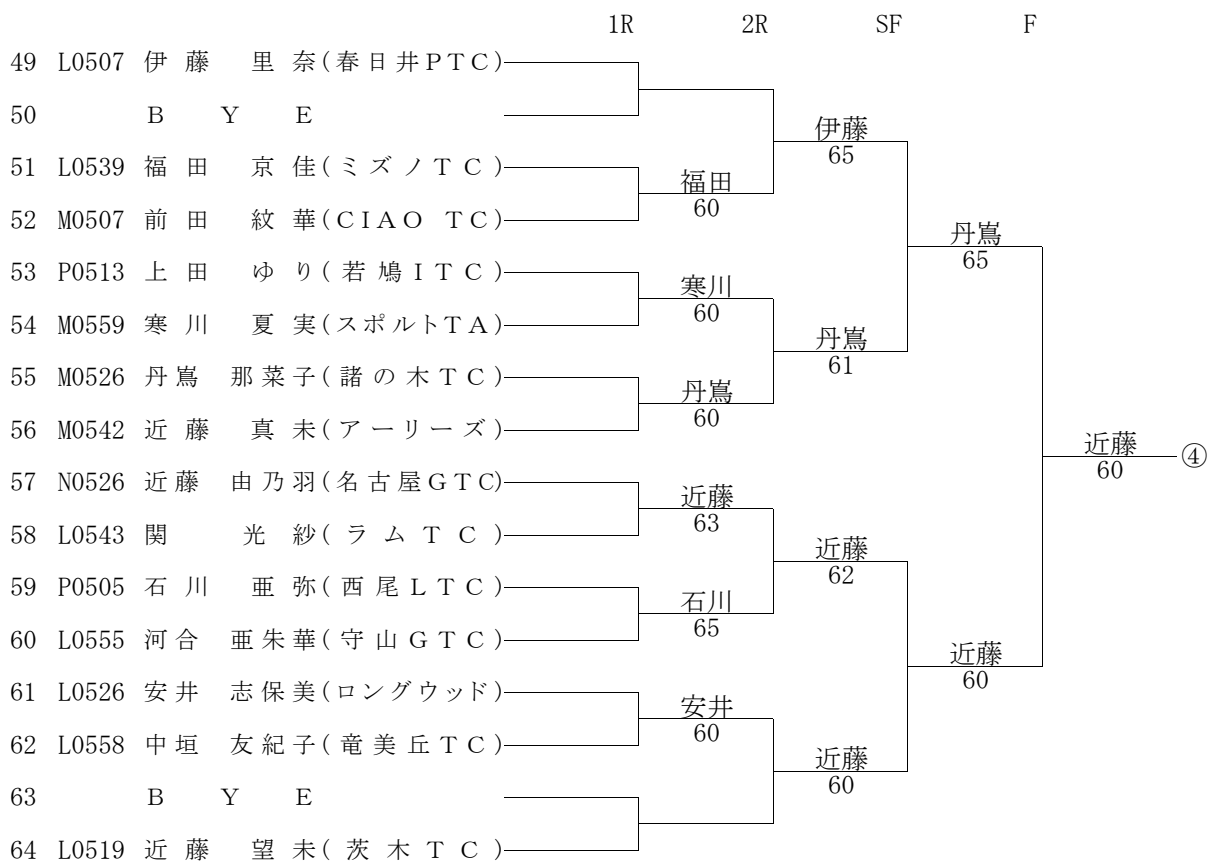 1R 2R SF F
49 L0507 伊藤 里奈(春日井PTC)
50 BYE
伊藤
65
51 L0539 福田 京佳(ミズノTC)
福田
60
52 M0507 前田 紋華(CIAO TC)
丹嶌
65
53 P0513 上田 ゆり(若鳩ITC)
寒川
60
54 M0559 寒川 夏実(スポルトTA)
丹嶌
61
55 M0526 丹嶌 那菜子(諸の木TC)
丹嶌
60
56 M0542 近藤 真未(アーリーズ)
近藤
60
④
57 N0526 近藤 由乃羽(名古屋GTC)
近藤
63
58 L0543 関 光紗(ラムTC)
近藤
62
59 P0505 石川 亜弥(西尾LTC)
石川
65
60 L0555 河合 亜朱華(守山GTC)
近藤
60
61 L0526 安井 志保美(ロングウッド)
安井
60
62 L0558 中垣 友紀子(竜美丘TC)
近藤
60
63 BYE
64 L0519 近藤 望未(茨木TC)